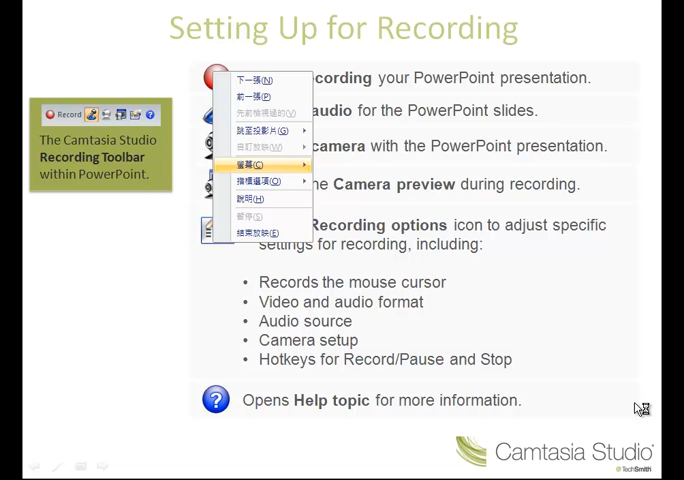 Setting Up for Recording
Record
The Camtasia Studio
Recording Toolbar
within PowerPoint.
下一張(N)
前一張(P)
先前檢視過的(V)
跳至投影片(G)
自訂放映(W)
螢幕(C)
指標選項(O)
說明(H)
暫停(S)
結束放映(E)
cording your PowerPoint presentation.
audio for the PowerPoint slides.
camera with the PowerPoint presentation.
he Camera preview during recording.
Recording options icon to adjust specific
settings for recording, including:
• Records the mouse cursor
• Video and audio format
• Audio source
• Camera setup
• Hotkeys for Record/Pause and Stop
Opens Help topic for more information.
Camtasia Studio
TechSmith